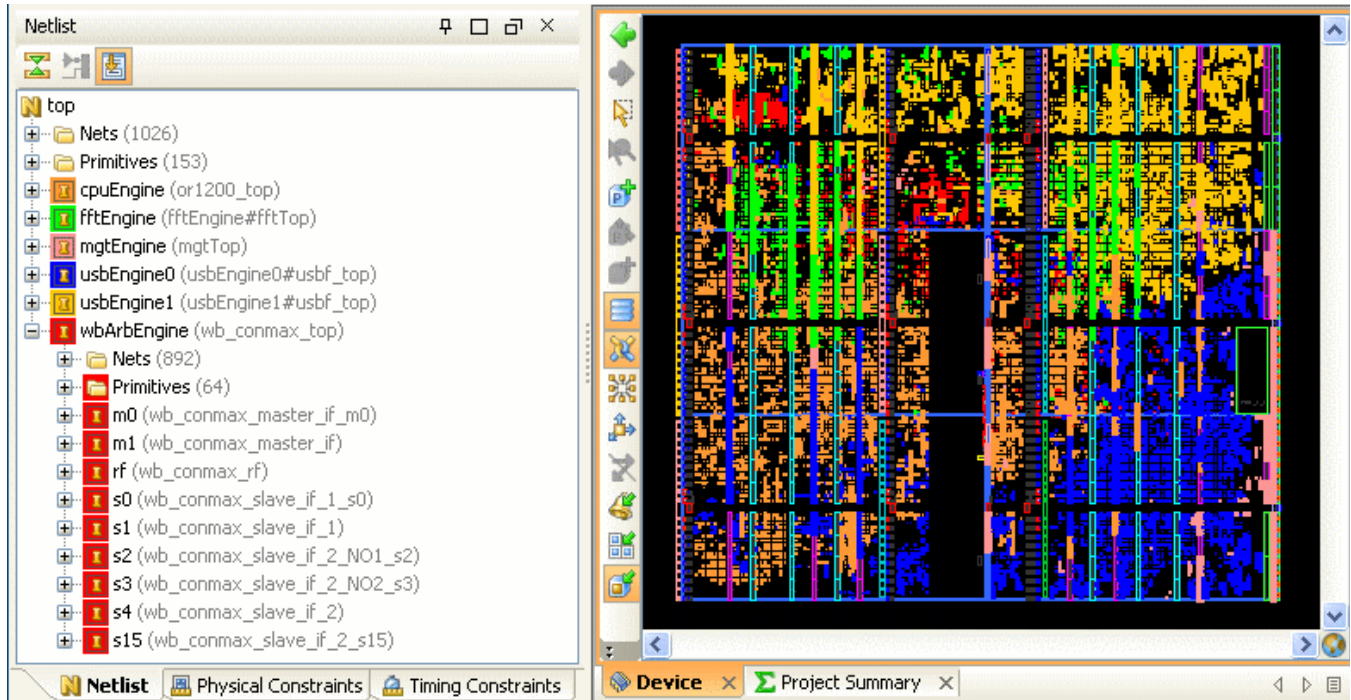 Netlist
top
Nets (1026)
Primitives (153)
cpuEngine (or1200_top)
fftEngine (fftEngine#fftTop)
mgtEngine (mgtTop)
usbEngine0 (usbEngine0#usbf_top)
usbEngine1 (usbEngine1#usbf_top)
wbArbEngine (wb_conmax_top)
Nets (892)
Primitives (64)
m0 (wb_conmax_master_if_m0)
m1 (wb_conmax_master_if)
rf (wb_conmax_rf)
s0 (wb_conmax_slave_if_1_s0)
s1 (wb_conmax_slave_if_1)
s2 (wb_conmax_slave_if_2_NO1_s2)
s3 (wb_conmax_slave_if_2_NO2_s3)
s4 (wb_conmax_slave_if_2)
s15 (wb_conmax_slave_if_2_s15)
Netlist Physical Constraints Timing Constraints
Device Project Summary